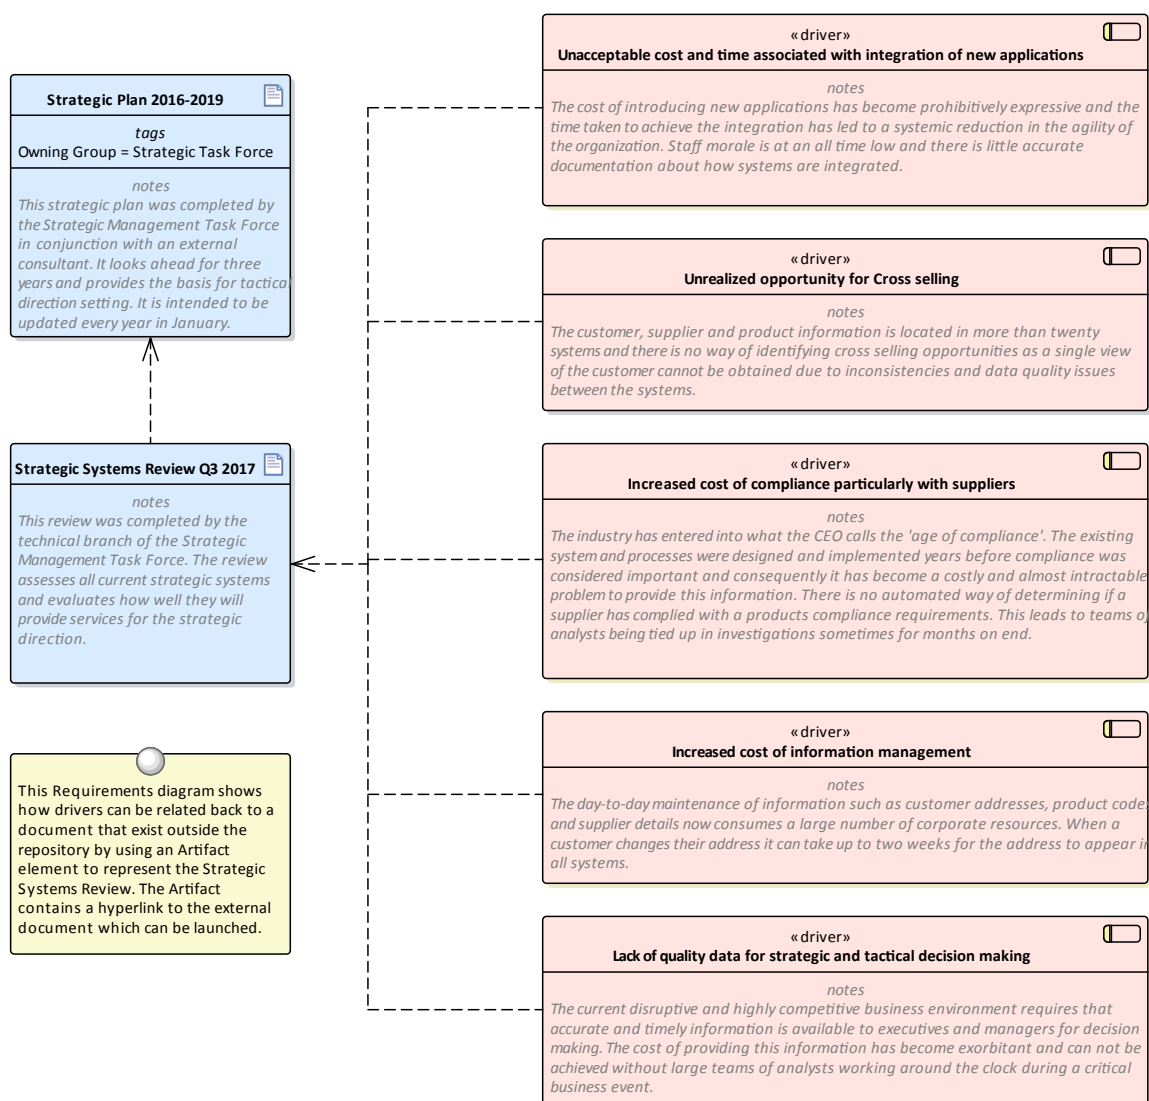 Strategic Plan 2016-2019
tags
Owning Group = Strategic Task Force
notes
This strategic plan was completed by
the Strategic Management Task Force
in conjunction with an external
consultant. It looks ahead for three
years and provides the basis for tactical
direction setting. It is intended to be
updated every year in January.
Strategic Systems Review Q3 2017
notes
This review was completed by the
technical branch of the Strategic
Management Task Force. The review
assesses all current strategic systems
and evaluates how well they will
provide services for the strategic
direction.
This Requirements diagram shows
how drivers can be related back to a
document that exist outside the
repository by using an Artifact
element to represent the Strategic
Systems Review. The Artifact
contains a hyperlink to the external
document which can be launched.
«driver»
Unacceptable cost and time associated with integration of new applications
notes
The cost of introducing new applications has become prohibitively expressive and the
time taken to achieve the integration has led to a systemic reduction in the agility of
the organization. Staff morale is at an all time low and there is little accurate
documentation about how systems are integrated.
«driver»
Unrealized opportunity for Cross selling
notes
The customer, supplier and product information is located in more than twenty
systems and there is no way of identifying cross selling opportunities as a single view
of the customer cannot be obtained due to inconsistencies and data quality issues
between the systems.
«driver»
Increased cost of compliance particularly with suppliers
notes
The industry has entered into what the CEO calls the 'age of compliance'. The existing
system and processes were designed and implemented years before compliance was
considered important and consequently it has become a costly and almost intractable
problem to provide this information. There is no automated way of determining if a
supplier has complied with a products compliance requirements. This leads to teams of
analysts being tied up in investigations sometimes for months on end.
«driver»
Increased cost of information management
notes
The day-to-day maintenance of information such as customer addresses, product codes
and supplier details now consumes a large number of corporate resources. When a
customer changes their address it can take up to two weeks for the address to appear in
all systems.
«driver»
Lack of quality data for strategic and tactical decision making
notes
The current disruptive and highly competitive business environment requires that
accurate and timely information is available to executives and managers for decision
making. The cost of providing this information has become exorbitant and can not be
achieved without large teams of analysts working around the clock during a critical
business event.